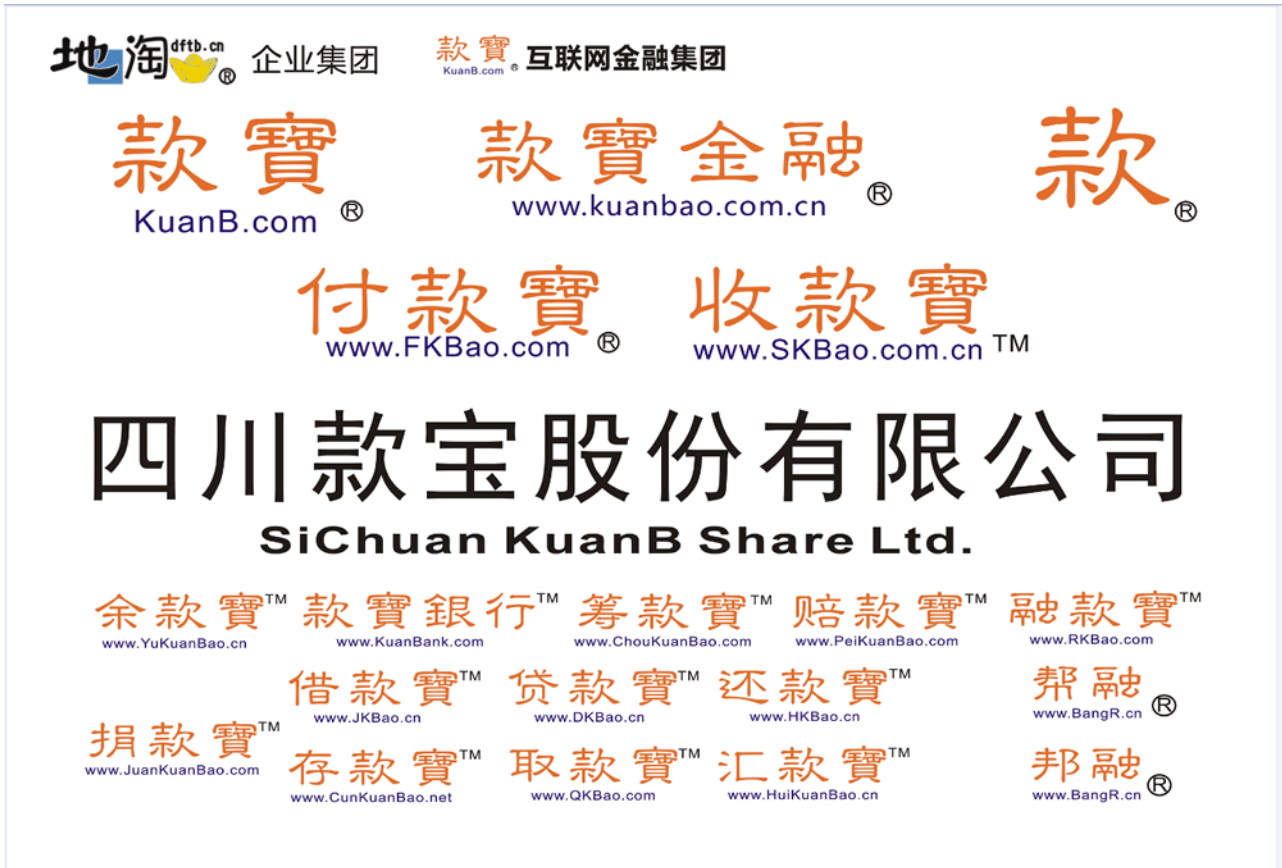 地淘 dftb.cn ® 企业集团 款寶 KuanB.com ® 互联网金融集团
款寶 款寶金融 款
KuanB.com ® www.kuanbao.com.cn ® ®
付款寶 收款寶
www.FKBao.com ® www.SKBao.com.cn TM
四川款宝股份有限公司
SiChuan KuanB Share Ltd.
余款寶TM 款寶銀行TM 筹款寶TM 赔款寶TM 融款寶TM
www.YuKuanBao.cn www.KuanBank.com www.ChouKuanBao.com www.PeiKuanBao.com www.RKBao.com
借款寶TM 贷款寶TM 还款寶TM 帮融
www.JKBao.cn www.DKBao.cn www.HKBao.cn www.BangR.cn ®
捐款寶TM
www.JuanKuanBao.com
存款寶TM 取款寶TM 汇款寶TM 邦融
www.CunKuanBao.net www.QKBao.com www.HuiKuanBao.cn www.BangR.cn ®